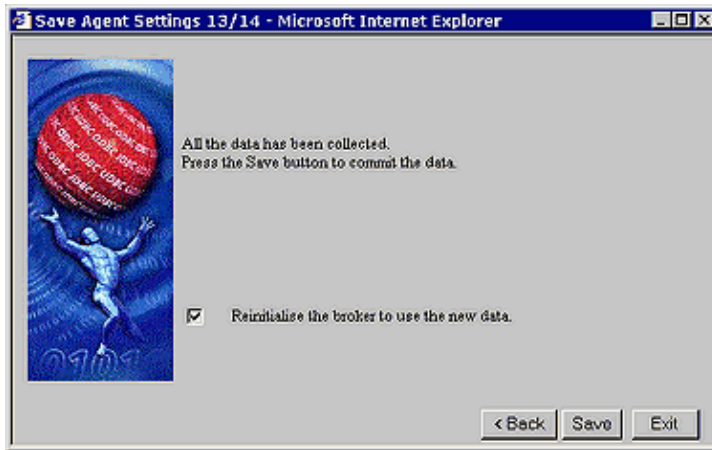 Save Agent Settings 13/14 - Microsoft Internet Explorer
All the data has been collected.
Press the Save button to commit the data.
Reinitialise the broker to use the new data.
< Back Save Exit